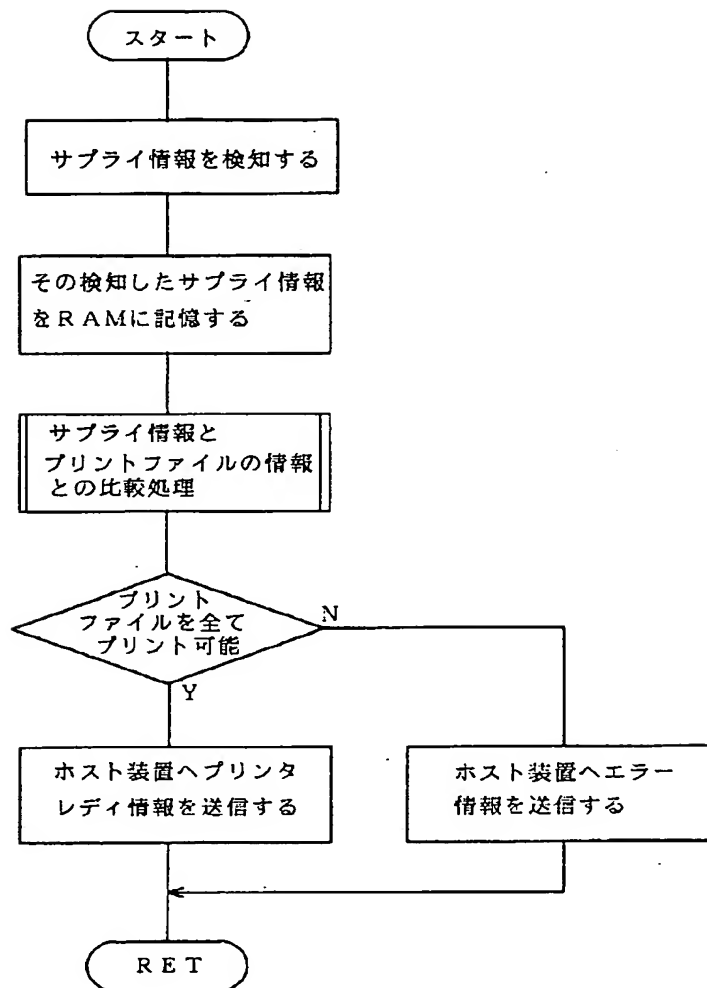 スタート
サプライ情報を検知する
その検知したサプライ情報
をRAMに記憶する
サプライ情報と
プリントファイルの情報
との比較処理
プリント
ファイルを全て
プリント可能
N
Y
ホスト装置へプリンタ
レディ情報を送信する
ホスト装置へエラー
情報を送信する
RET